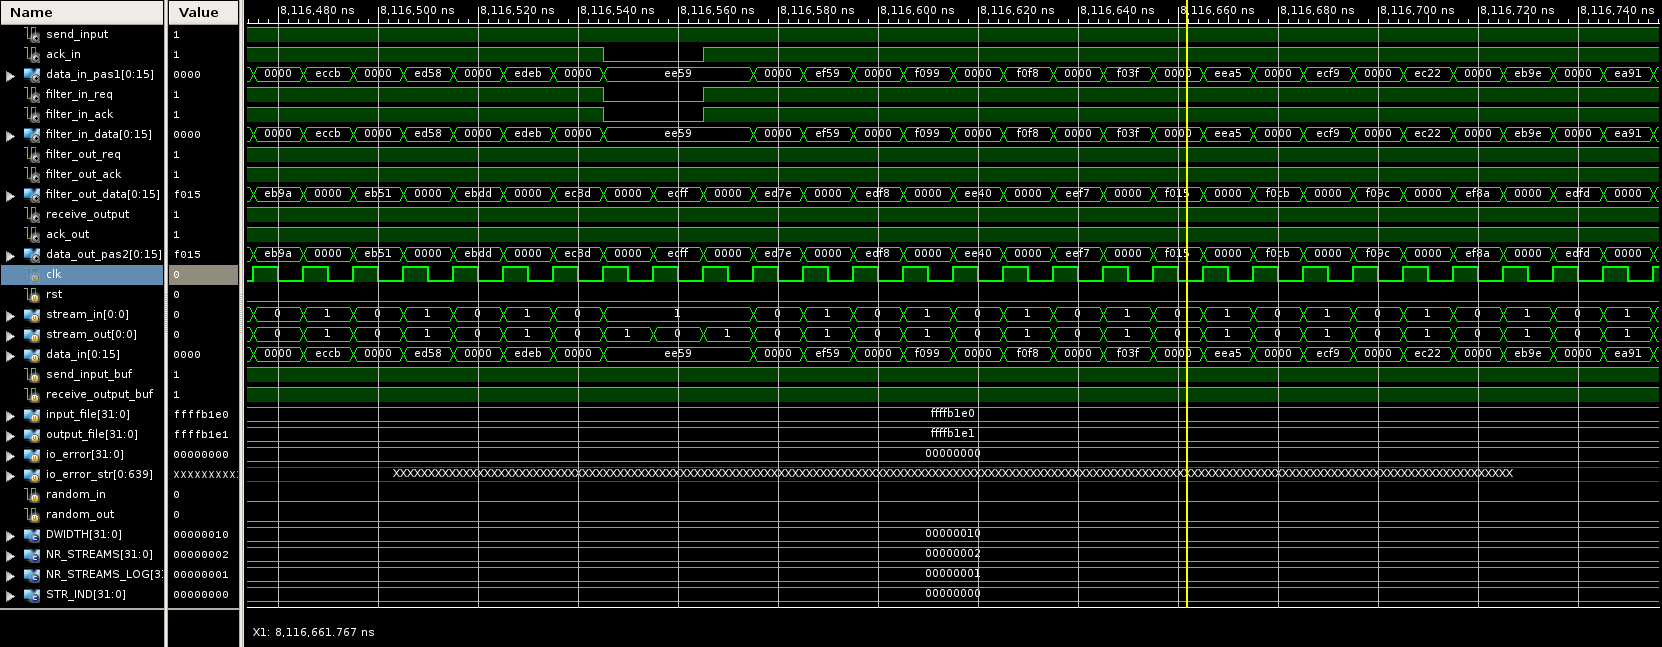 Name Value 8,116,480 ns 8,116,500 ns 8,116,520 ns 8,116,540 ns 8,116,560 ns 8,116,580 ns 8,116,600 ns 8,116,620 ns 8,116,640 ns 8,116,660 ns 8,116,680 ns 8,116,700 ns 8,116,720 ns 8,116,740 ns
send_input 1
ack_in 1
data_in_pas1[0:15] 0000 0000 eccb 0000 ed58 0000 edeb 0000 ee59 0000 ef59 0000 f099 0000 f0f8 0000 f03f 0000 eea5 0000 ecf9 0000 ec22 0000 eb9e 0000 ea91
filter_in_req 1
filter_in_ack 1
filter_in_data[0:15] 0000 0000 eccb 0000 ed58 0000 edeb 0000 ee59 0000 ef59 0000 f099 0000 f0f8 0000 f03f 0000 eea5 0000 ecf9 0000 ec22 0000 eb9e 0000 ea91
filter_out_req 1
filter_out_ack 1
filter_out_data[0:15] f015 eb9a 0000 eb51 0000 ebdd 0000 ec3d 0000 ecff 0000 ed7e 0000 edf8 0000 ee40 0000 eef7 0000 f015 0000 f0cb 0000 f09c 0000 ef8a 0000 edfd 0000
receive_output 1
ack_out 1
data_out_pas2[0:15] f015 eb9a 0000 eb51 0000 ebdd 0000 ec3d 0000 ecff 0000 ed7e 0000 edf8 0000 ee40 0000 eef7 0000 f015 0000 f0cb 0000 f09c 0000 ef8a 0000 edfd 0000
clk 0
rst 0
stream_in[0:0] 0 0 1 0 1 0 1 0 1 0 1 0 1 0 1 0 1 0 1 0 1 0 1 0 1 0 1
stream_out[0:0] 0 0 1 0 1 0 1 0 1 0 1 0 1 0 1 0 1 0 1 0 1 0 1 0 1 0 1 0 1
data_in[0:15] 0000 0000 eccb 0000 ed58 0000 edeb 0000 ee59 0000 ef59 0000 f099 0000 f0f8 0000 f03f 0000 eea5 0000 ecf9 0000 ec22 0000 eb9e 0000 ea91
send_input_buf 1
receive_output_buf 1
input_file[31:0] ffffb1e0 ffffb1e0
output_file[31:0] ffffb1e1 ffffb1e1
io_error[31:0] 00000000 00000000
io_error_str[0:639]
random_in 0
random_out 0
DWIDTH[31:0] 00000010 00000010
NR_STREAMS[31:0] 00000002 00000002
NR_STREAMS_LOG[3 00000001 00000001
STR_IND[31:0] 00000000 00000000
X1: 8,116,661.767 ns